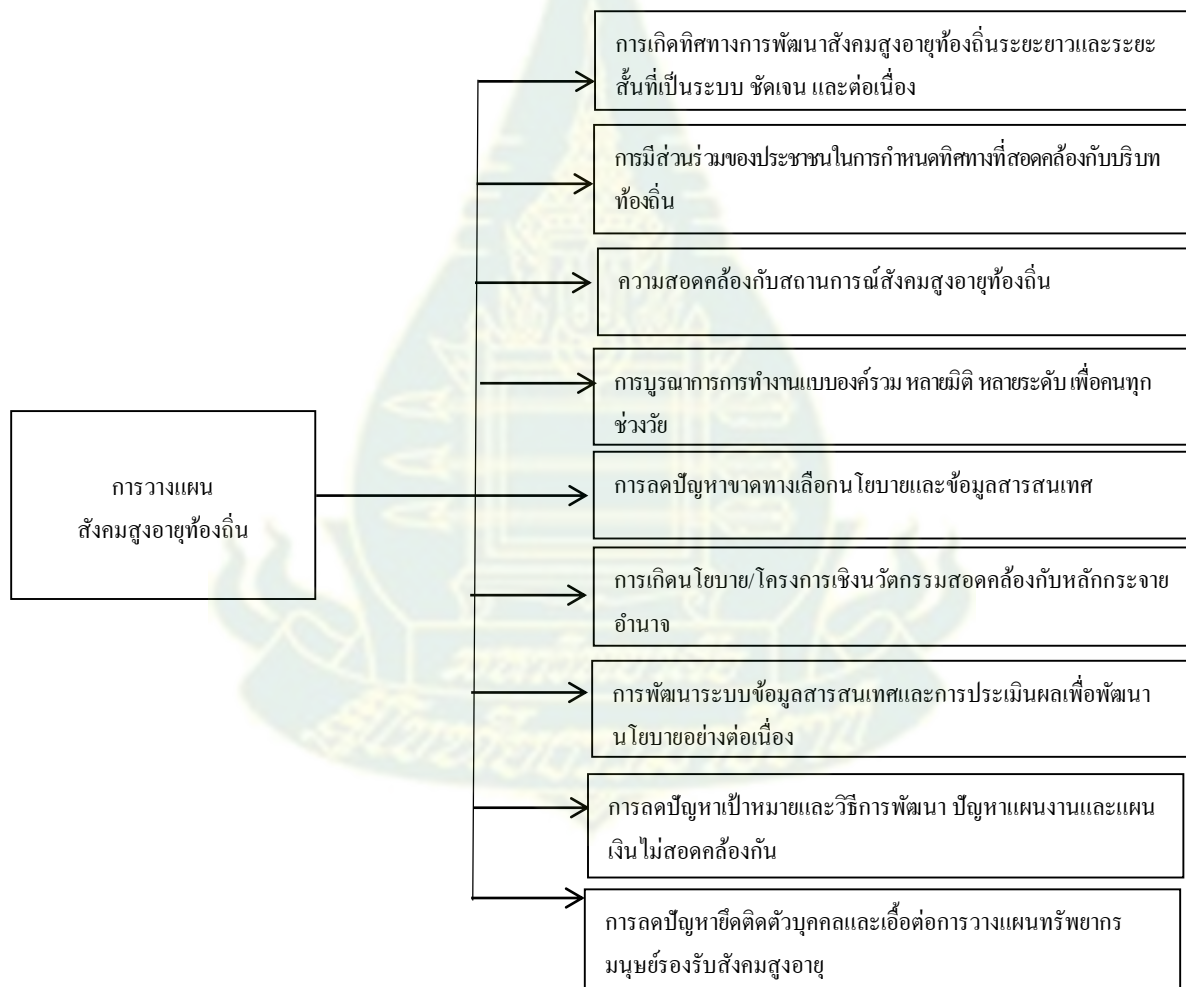 การเกิดทิศทางการพัฒนาสังคมสูงอายุท้องถิ่นระยะยาวและระยะ
สั้นที่เป็นระบบ ชัดเจน และต่อเนื่อง
การมีส่วนร่วมของประชาชนในการกำหนดทิศทางที่สอดคล้องกับบริบท
ท้องถิ่น
ความสอดคล้องกับสถานการณ์สังคมสูงอายุท้องถิ่น
การบูรณาการการทำงานแบบองค์รวม หลายมิติ หลายระดับ เพื่อคนทุก
ช่วงวัย
การวางแผน
สังคมสูงอายุท้องถิ่น
การลดปัญหาขาดทางเลือกนโยบายและข้อมูลสารสนเทศ
การเกิดนโยบาย/โครงการเชิงนวัตกรรมสอดคล้องกับหลักกระจาย
อำนาจ
การพัฒนาระบบข้อมูลสารสนเทศและการประเมินผลเพื่อพัฒนา
นโยบายอย่างต่อเนื่อง
การลดปัญหาเป้าหมายและวิธีการพัฒนา ปัญหาแผนงานและแผน
เงินไม่สอดคล้องกัน
การลดปัญหายึดติดตัวบุคคลและเอื้อต่อการวางแผนทรัพยากร
มนุษย์รองรับสังคมสูงอายุ